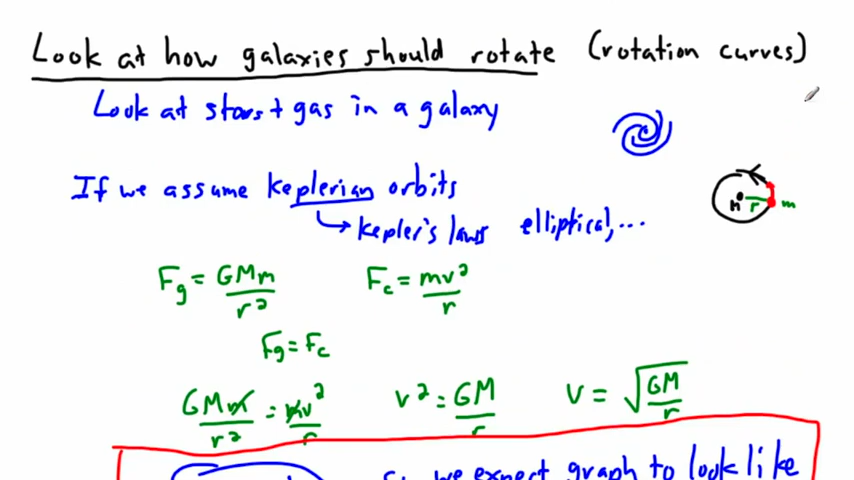 Look at how galaxies should rotate (rotation curves)
Look at stars + gas in a galaxy
If we assume keplerian orbits
→ kepler's laws elliptical,...
M r m
Fg = GMm/r² Fc = mv²/r
Fg = Fc
GMm/r² = mv²/r v² = GM/r v = √(GM/r)
we expect graph to look like